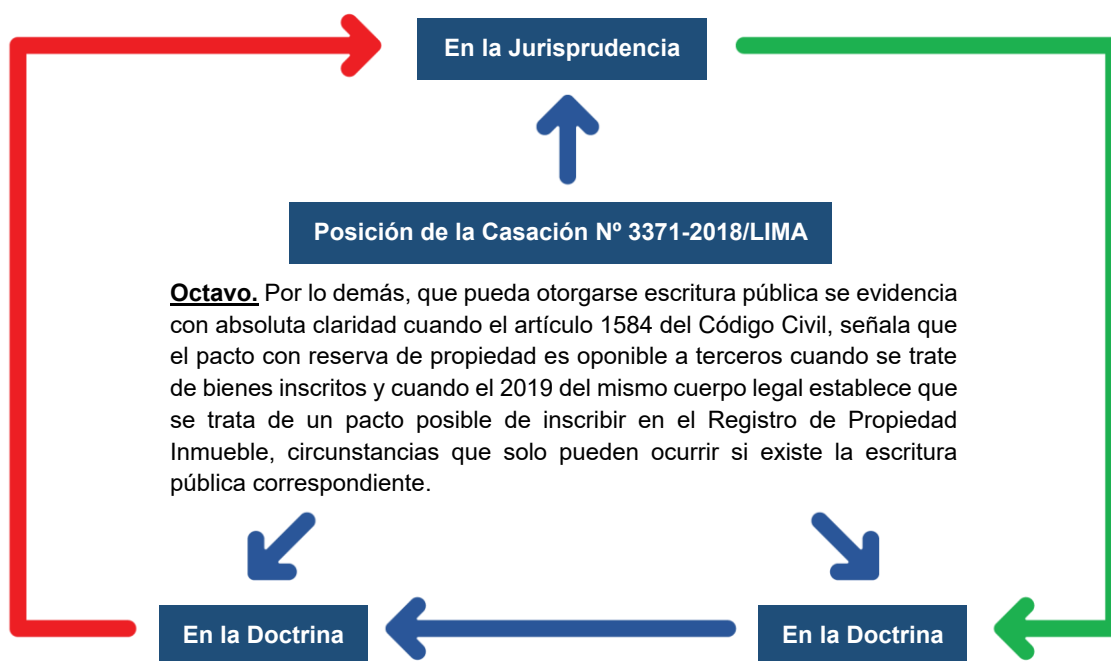 En la Jurisprudencia
Posición de la Casación Nº 3371-2018/LIMA
Octavo. Por lo demás, que pueda otorgarse escritura pública se evidencia
con absoluta claridad cuando el artículo 1584 del Código Civil, señala que
el pacto con reserva de propiedad es oponible a terceros cuando se trate
de bienes inscritos y cuando el 2019 del mismo cuerpo legal establece que
se trata de un pacto posible de inscribir en el Registro de Propiedad
Inmueble, circunstancias que solo pueden ocurrir si existe la escritura
pública correspondiente.
En la Doctrina
En la Doctrina